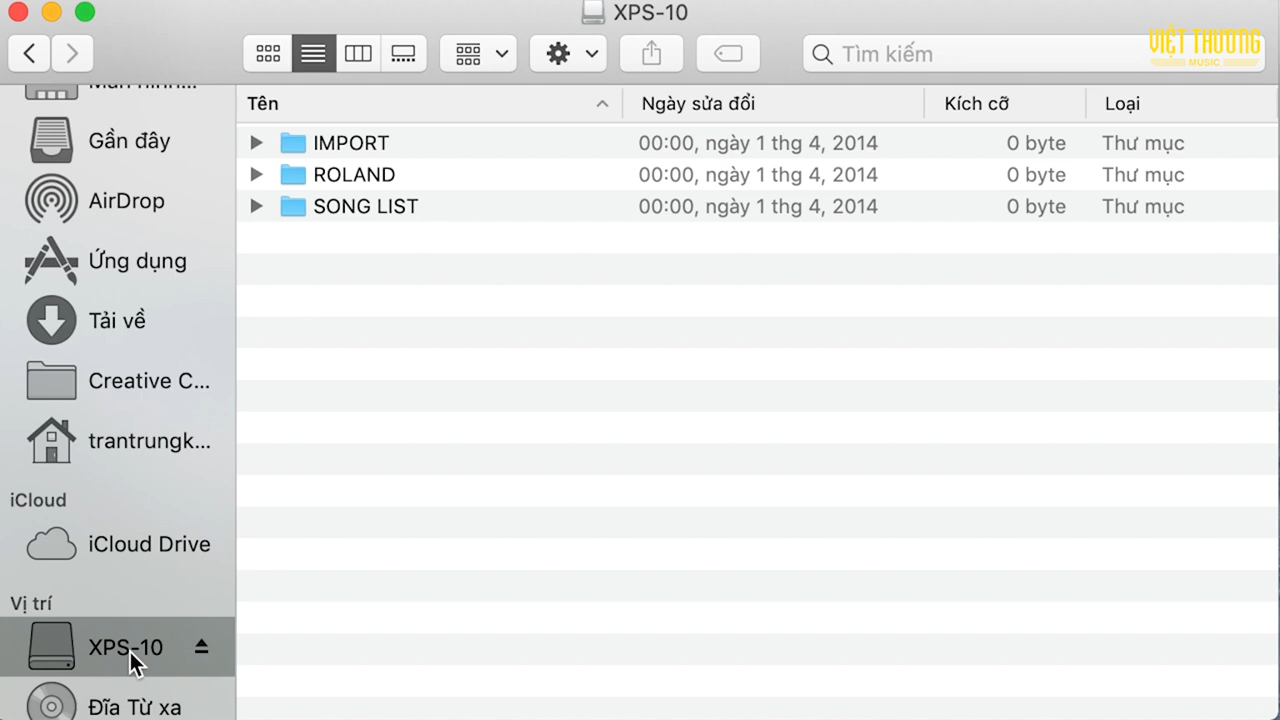 XPS-10
Tìm kiếm
VIỆT THƯƠNG
MUSIC
Gần đây
AirDrop
Ứng dụng
Tải về
Creative C...
trantrungk...
iCloud
iCloud Drive
Vị trí
XPS-10
Đĩa Từ xa
Tên Ngày sửa đổi Kích cỡ Loại
IMPORT 00:00, ngày 1 thg 4, 2014 0 byte Thư mục
ROLAND 00:00, ngày 1 thg 4, 2014 0 byte Thư mục
SONG LIST 00:00, ngày 1 thg 4, 2014 0 byte Thư mục